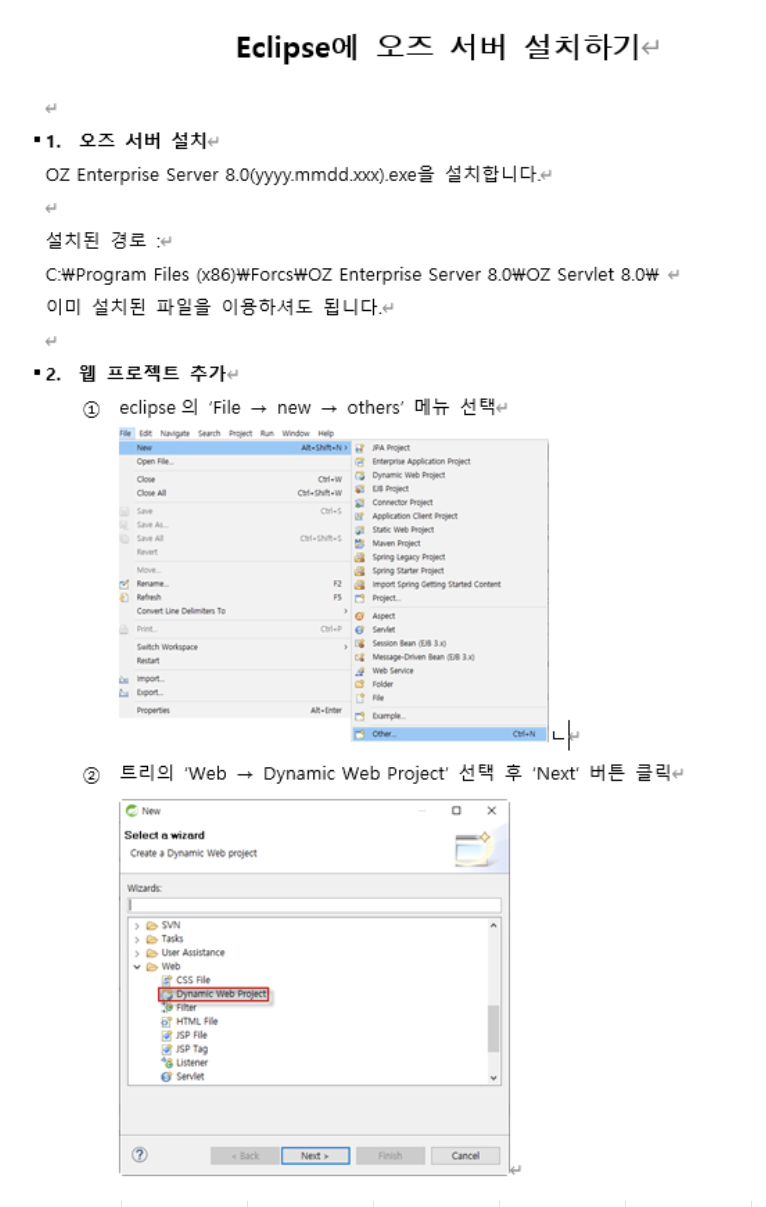 Eclipse에 오즈 서버 설치하기
1. 오즈 서버 설치
OZ Enterprise Server 8.0(yyyy.mmdd.xxx).exe을 설치합니다.
설치된 경로 :
C:₩Program Files (x86)₩Forcs₩OZ Enterprise Server 8.0₩OZ Servlet 8.0₩
이미 설치된 파일을 이용하셔도 됩니다.
2. 웹 프로젝트 추가
① eclipse 의 ‘File → new → others’ 메뉴 선택
File Edit Navigate Search Project Run Window Help
New Alt+Shift+N >
Open File...
Close Ctrl+W
Close All Ctrl+Shift+W
Save Ctrl+S
Save As...
Save All Ctrl+Shift+S
Revert
Move...
Rename... F2
Refresh F5
Convert Line Delimiters To >
Print... Ctrl+P
Switch Workspace >
Restart
Import...
Export...
Properties Alt+Enter
JPA Project
Enterprise Application Project
Dynamic Web Project
EJB Project
Connector Project
Application Client Project
Static Web Project
Maven Project
Spring Legacy Project
Spring Starter Project
Import Spring Getting Started Content
Project...
Aspect
Servlet
Session Bean (EJB 3.x)
Message-Driven Bean (EJB 3.x)
Web Service
Folder
File
Example...
Other... Ctrl+N
ㄴ
② 트리의 ‘Web → Dynamic Web Project’ 선택 후 ‘Next’ 버튼 클릭
New
Select a wizard
Create a Dynamic Web project
Wizards:
> SVN
> Tasks
> User Assistance
Web
CSS File
Dynamic Web Project
Filter
HTML File
JSP File
JSP Tag
Listener
Servlet
? < Back Next > Finish Cancel